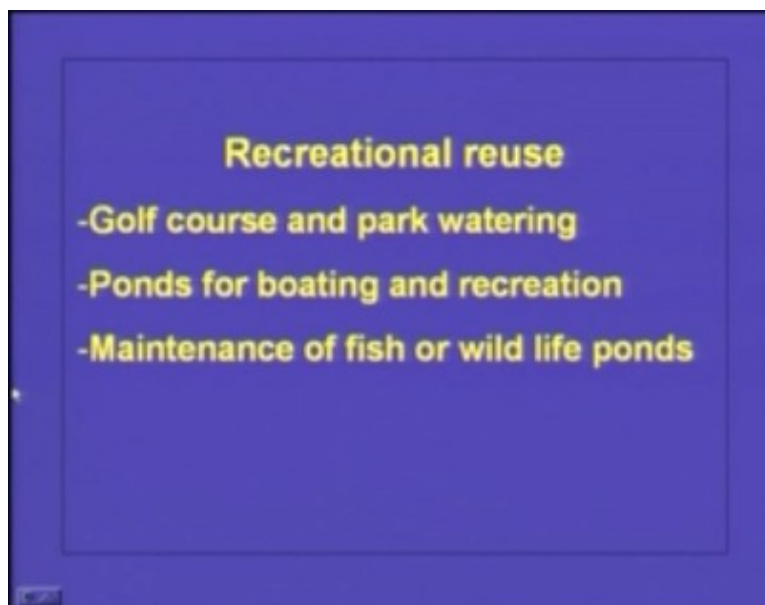 Recreational reuse
-Golf course and park watering
-Ponds for boating and recreation
-Maintenance of fish or wild life ponds